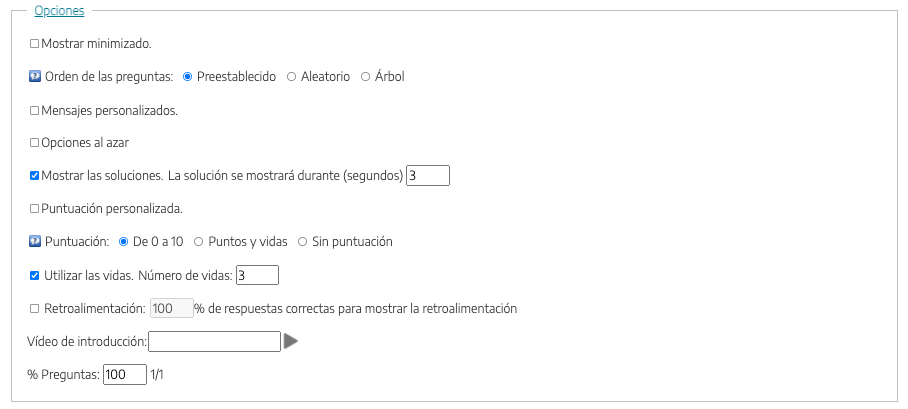 Opciones
Mostrar minimizado.
Orden de las preguntas: Preestablecido Aleatorio Árbol
Mensajes personalizados.
Opciones al azar
Mostrar las soluciones. La solución se mostrará durante (segundos) 3
Puntuación personalizada.
Puntuación: De 0 a 10 Puntos y vidas Sin puntuación
Utilizar las vidas. Número de vidas: 3
Retroalimentación: 100 % de respuestas correctas para mostrar la retroalimentación
Vídeo de introducción:
% Preguntas: 100 1/1